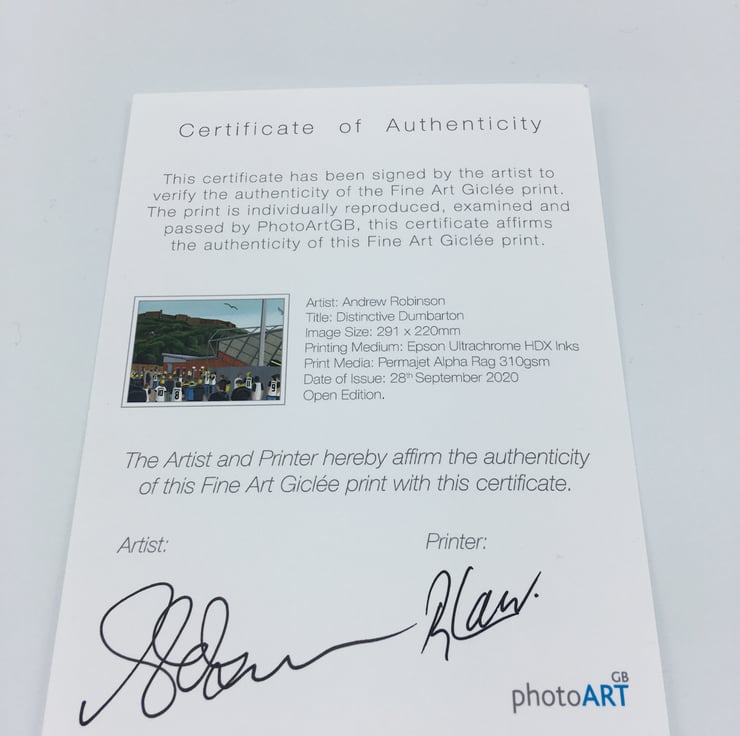 Certificate of Authenticity
This certificate has been signed by the artist to
verify the authenticity of the Fine Art Giclée print.
The print is individually reproduced, examined and
passed by PhotoArtGB, this certificate affirms
the authenticity of this Fine Art Giclée print.
Artist: Andrew Robinson
Title: Distinctive Dumbarton
Image Size: 291 x 220mm
Printing Medium: Epson Ultrachrome HDX Inks
Print Media: Permajet Alpha Rag 310gsm
Date of Issue: 28th September 2020
Open Edition.
The Artist and Printer hereby affirm the authenticity
of this Fine Art Giclée print with this certificate.
Artist:
Printer:
photoART GB